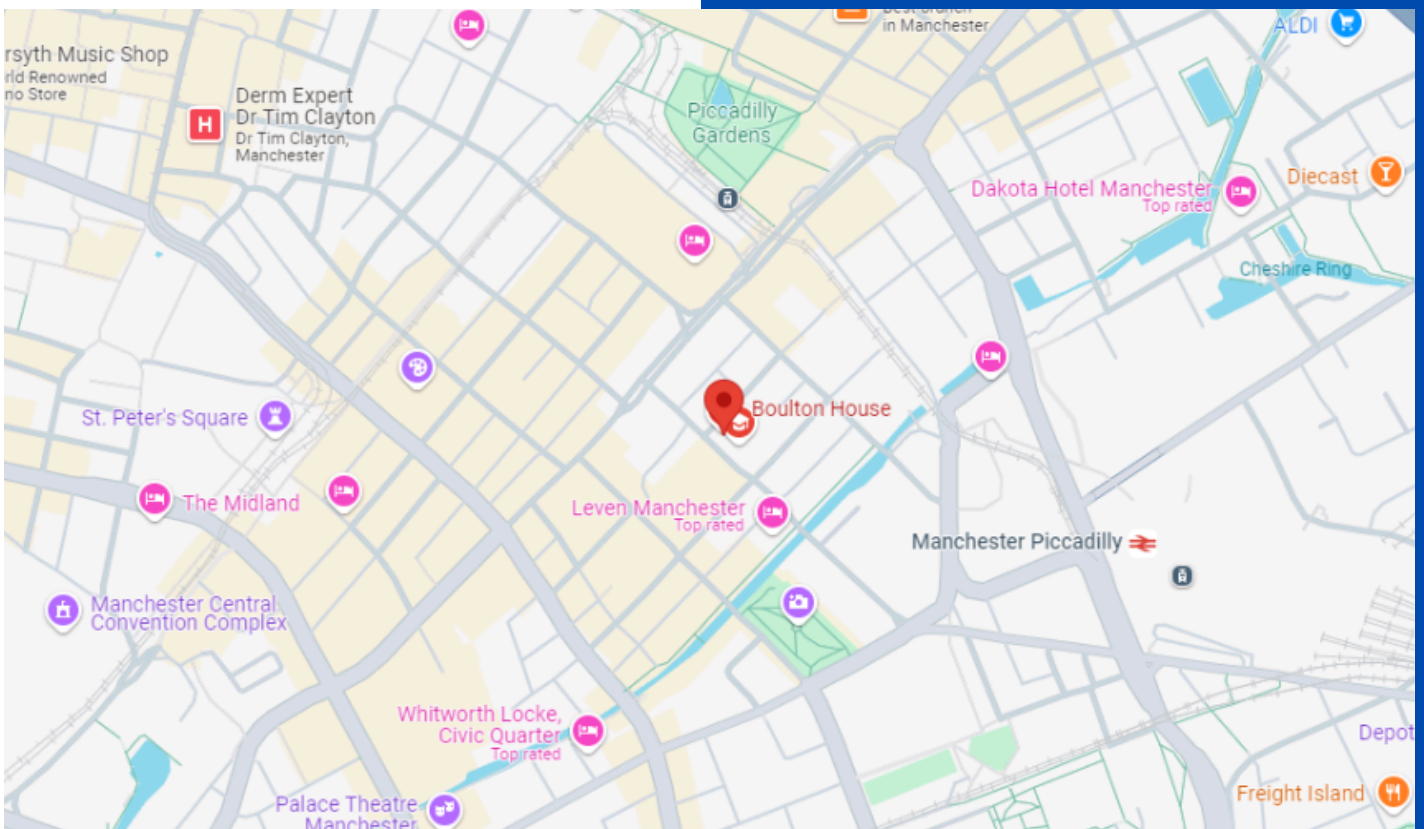 in Manchester
ALDI
rsyth Music Shop
rld Renowned
no Store
Derm Expert
Dr Tim Clayton
Dr Tim Clayton,
Manchester
H
Piccadilly
Gardens
Diecast
Dakota Hotel Manchester
Top rated
Cheshire Ring
Boulton House
St. Peter's Square
The Midland
Leven Manchester
Top rated
Manchester Piccadilly
Manchester Central
Convention Complex
Whitworth Locke,
Civic Quarter
Top rated
Depot
Freight Island
Palace Theatre
Manchester